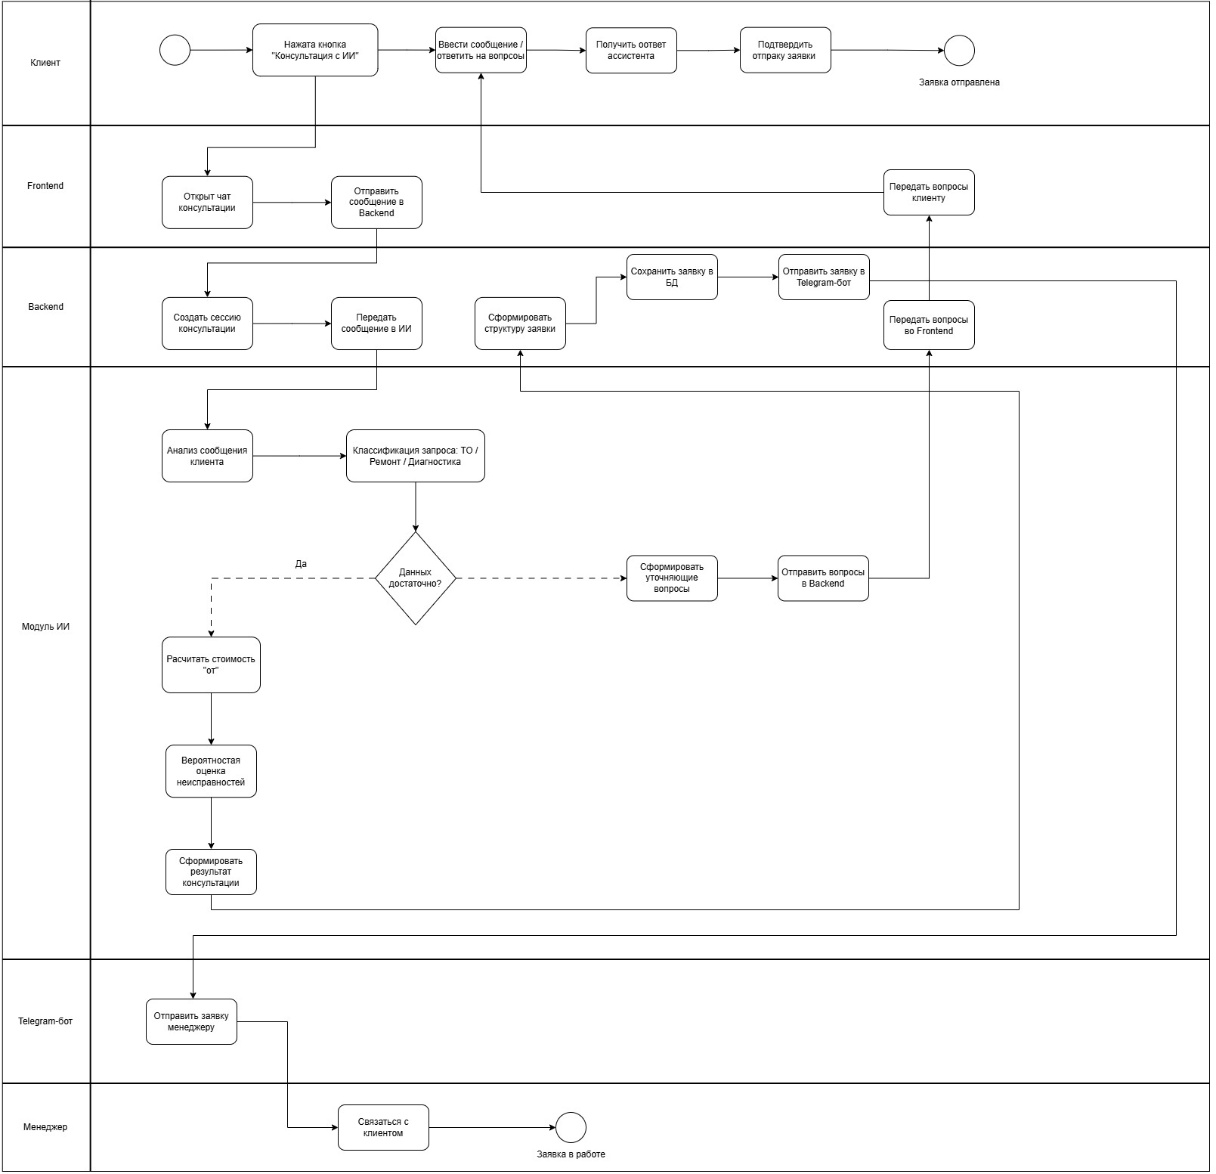 Клиент
Нажата кнопка
"Консультация с ИИ"
Ввести сообщение /
ответить на вопрсоы
Получить оответ
ассистента
Подтвердить
отпраку заявки
Заявка отправлена
Frontend
Открыт чат
консультации
Отправить
сообщение в
Backend
Передать вопросы
клиенту
Backend
Создать сессию
консультации
Передать
сообщение в ИИ
Сформировать
структуру заявки
Сохранить заявку в
БД
Отправить заявку в
Telegram-бот
Передать вопросы
во Frontend
Модуль ИИ
Анализ сообщения
клиента
Классификация запроса: ТО /
Ремонт / Диагностика
Данных
достаточно?
Да
Сформировать
уточняющие
вопросы
Отправить вопросы
в Backend
Расчитать стоимость
"от"
Вероятностая
оценка
неисправностей
Сформировать
результат
консультации
Telegram-бот
Отправить заявку
менеджеру
Менеджер
Связаться с
клиентом
Заявка в работе